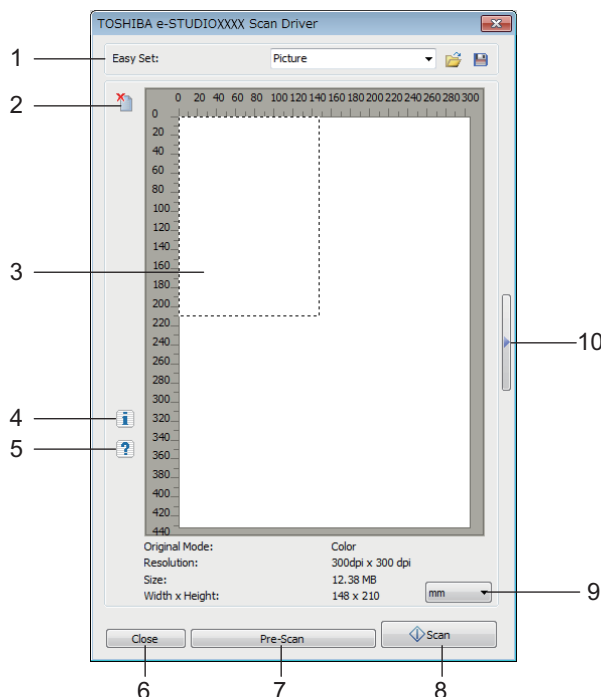 TOSHIBA e-STUDIOXXXX Scan Driver
1
Easy Set:
Picture
2
0 20 40 60 80 100 120 140 160 180 200 220 240 260 280 300
0
20
40
60
80
100
120
140
3
160
180
200
220
10
240
260
280
300
4
i
320
340
5
?
360
380
400
420
440
Original Mode: Color
Resolution: 300dpi x 300 dpi
Size: 12.38 MB
Width x Height: 148 x 210
mm
9
Close
Pre-Scan
Scan
6
7
8